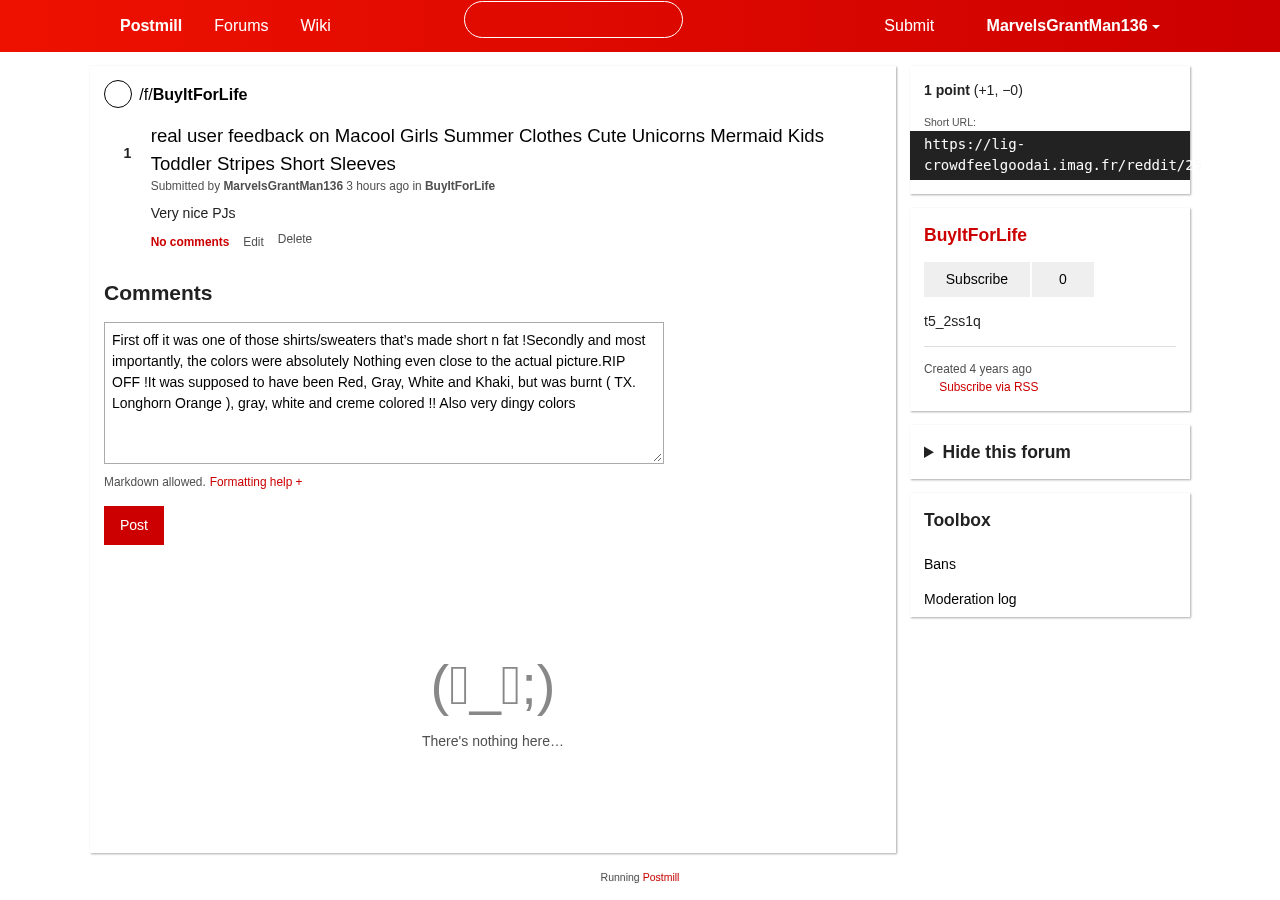 Postmill Forums Wiki Submit MarvelsGrantMan136
/f/BuyItForLife
1
real user feedback on Macool Girls Summer Clothes Cute Unicorns Mermaid Kids
Toddler Stripes Short Sleeves
Submitted by MarvelsGrantMan136 3 hours ago in BuyItForLife
Very nice PJs
No comments Edit Delete
Comments
First off it was one of those shirts/sweaters that's made short n fat !Secondly and most
importantly, the colors were absolutely Nothing even close to the actual picture.RIP
OFF !It was supposed to have been Red, Gray, White and Khaki, but was burnt ( TX.
Longhorn Orange ), gray, white and creme colored !! Also very dingy colors
Markdown allowed. Formatting help +
Post
There's nothing here…
1 point (+1, −0)
Short URL:
https://lig-
crowdfeelgoodai.imag.fr/reddit/2
BuyItForLife
Subscribe 0
t5_2ss1q
Created 4 years ago
Subscribe via RSS
Hide this forum
Toolbox
Bans
Moderation log
Running Postmill